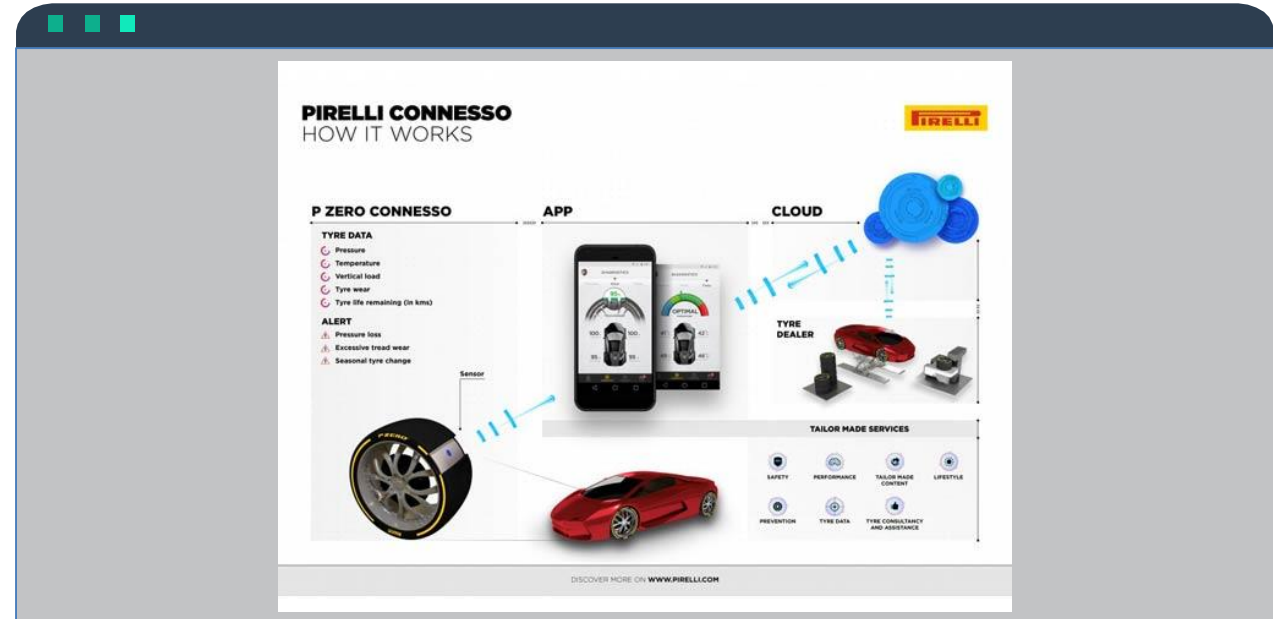 PIRELLI CONNESSO
HOW IT WORKS
PIRELLI
P ZERO CONNESSO
APP
CLOUD
TYRE DATA
Pressure
Temperature
Vertical load
Tyre wear
Tyre life remaining (in kms)
ALERT
Pressure loss
Excessive tread wear
Seasonal tyre change
Sensor
P ZERO
DIAGNOSTICS
DIAGNOSTICS
OPTIMAL
TYRE
DEALER
TAILOR MADE SERVICES
SAFETY
PERFORMANCE
TAILOR MADE
CONTENT
LIFESTYLE
PREVENTION
TYRE DATA
TYRE CONSULTANCY
AND ASSISTANCE
DISCOVER MORE ON WWW.PIRELLI.COM